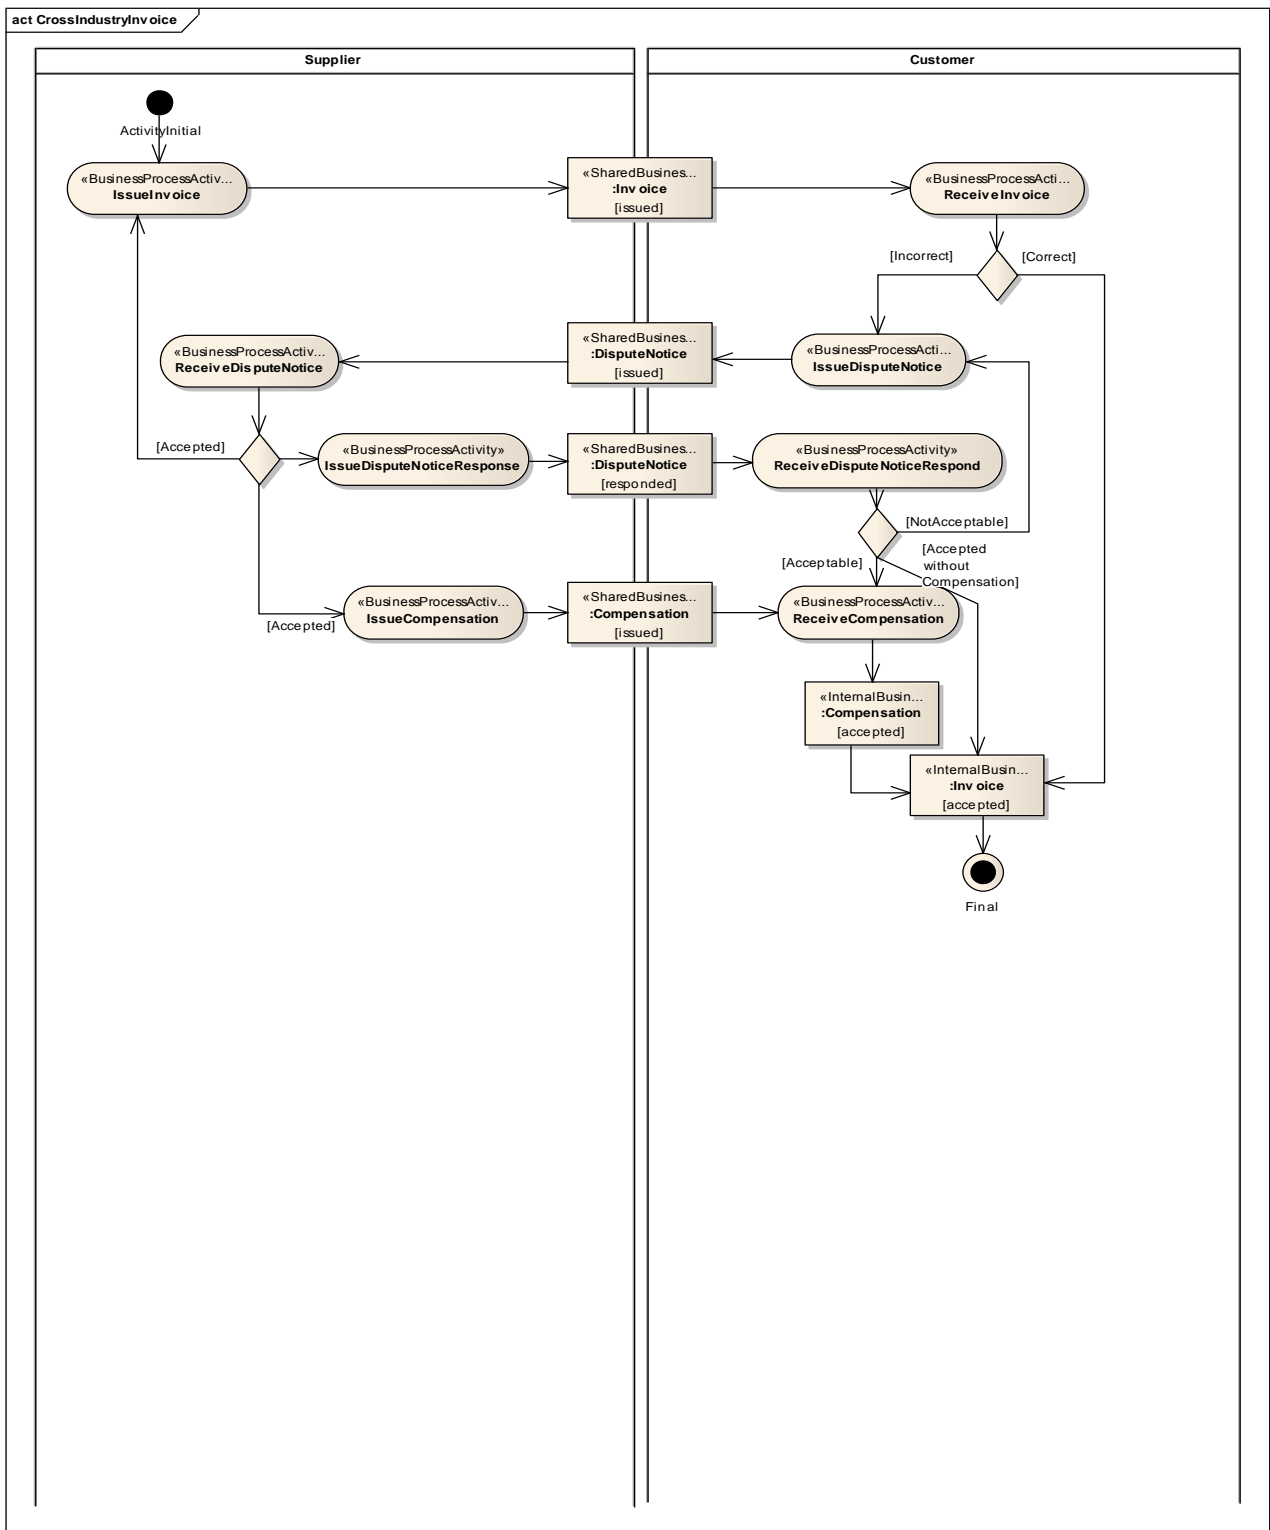 act CrossIndustryInvoice
Supplier
Customer
ActivityInitial
«BusinessProcessActiv...
IssueInvoice
«SharedBusines...
:Invoice
[issued]
«BusinessProcessActi...
ReceiveInvoice
[Incorrect]
[Correct]
«BusinessProcessActiv...
ReceiveDisputeNotice
«SharedBusines...
:DisputeNotice
[issued]
«BusinessProcessActi...
IssueDisputeNotice
[Accepted]
«BusinessProcessActivity»
IssueDisputeNoticeResponse
«SharedBusines...
:DisputeNotice
[responded]
«BusinessProcessActivity»
ReceiveDisputeNoticeRespond
[NotAcceptable]
[Acceptable]
[Accepted
without
Compensation]
[Accepted]
«BusinessProcessActiv...
IssueCompensation
«SharedBusines...
:Compensation
[issued]
«BusinessProcessActiv...
ReceiveCompensation
«InternalBusin...
:Compensation
[accepted]
«InternalBusin...
:Invoice
[accepted]
Final